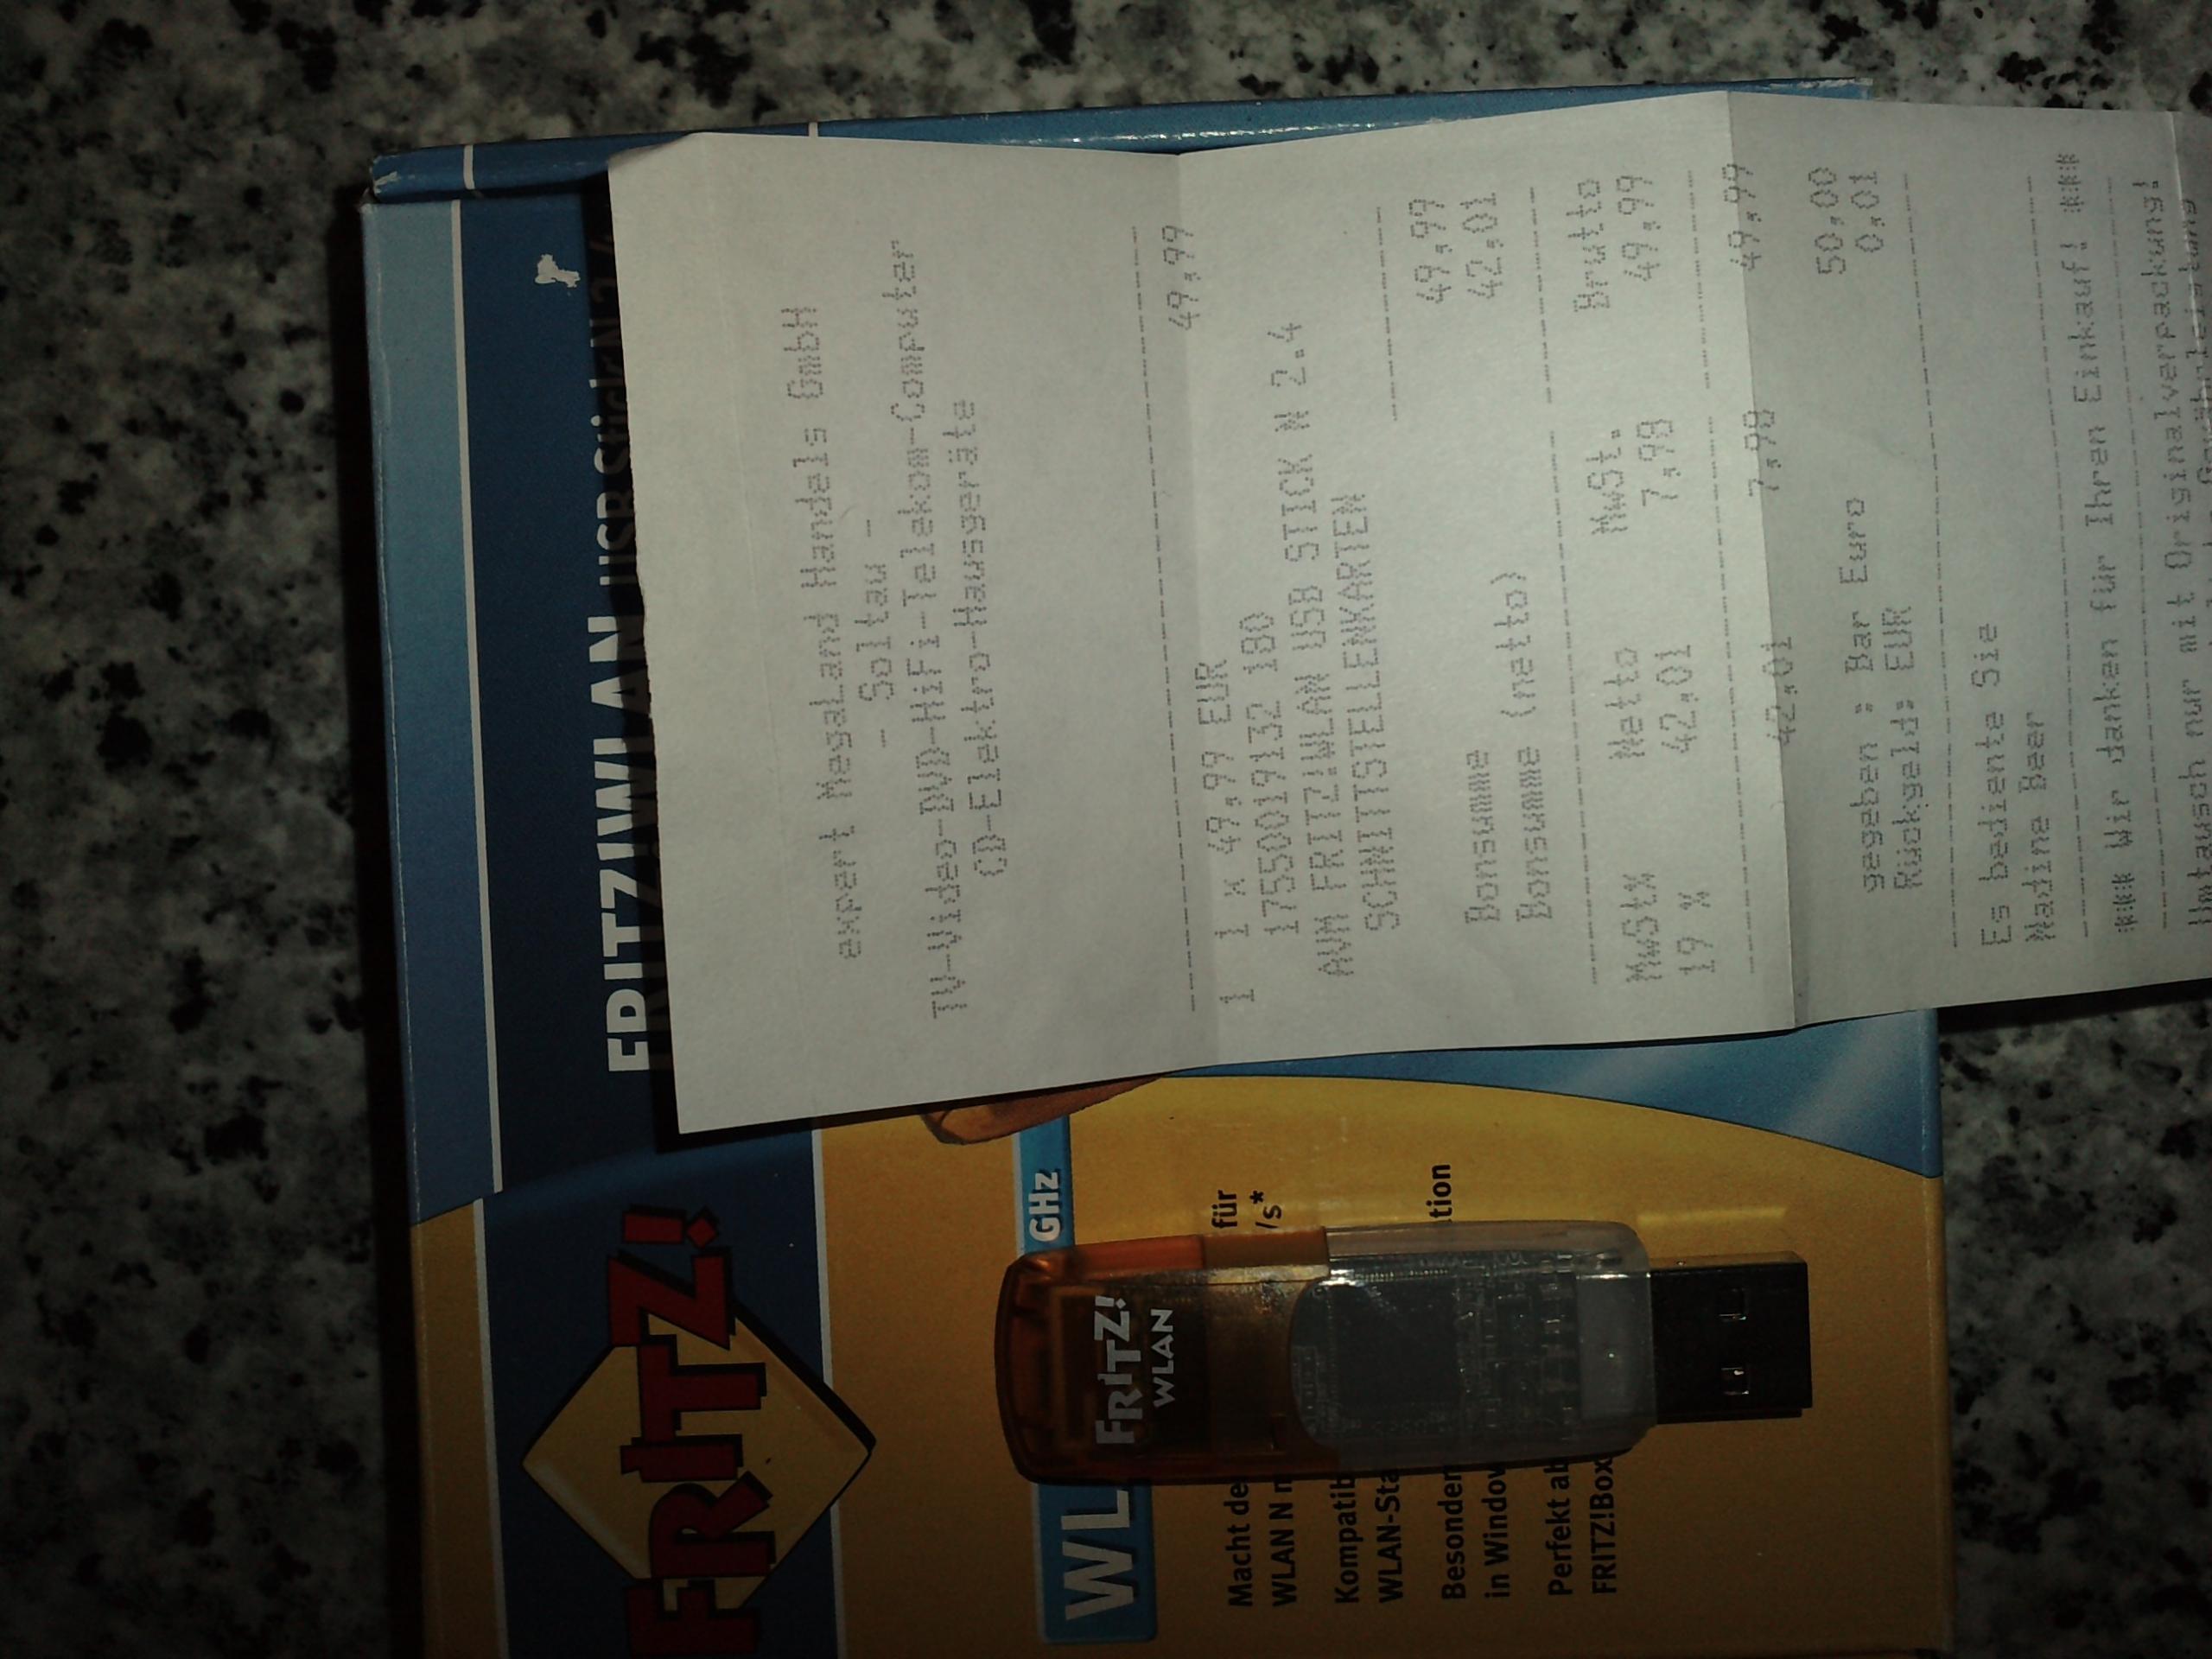 expert MegaLand Handels GmbH
- Soltau -
TV-Video-DVD-HiFi-Telekom-Computer
CD-Elektro-Hausgeräte
1 1 x 49,99 EUR 49,99
1755019132 180
AVM FRITZ!WLAN USB STICK N 2.4
SCHNITTSTELLENKARTEN
Bonsumme 49,99
Bonsumme (netto) 42,01
MwSt% Netto MwSt. Brutto
19 % 42,01 7,98 49,99
42,01 7,98 49,99
gegeben : Bar Euro 50,00
Rückgeld: EUR 0,01
Es bediente Sie
Nadine Beer
*** Wir danken für Ihren Einkauf! ***
Umtausch nur mit Originalverpackung!
FRITZ!
FRITZ!WLAN USB Stick N 2.4
WL
GHz
Macht de für
WLAN N /s*
Kompatib
WLAN-Sta
Besonder tion
in Window
Perfekt ab
FRITZ!Box
FRITZ!
WLAN